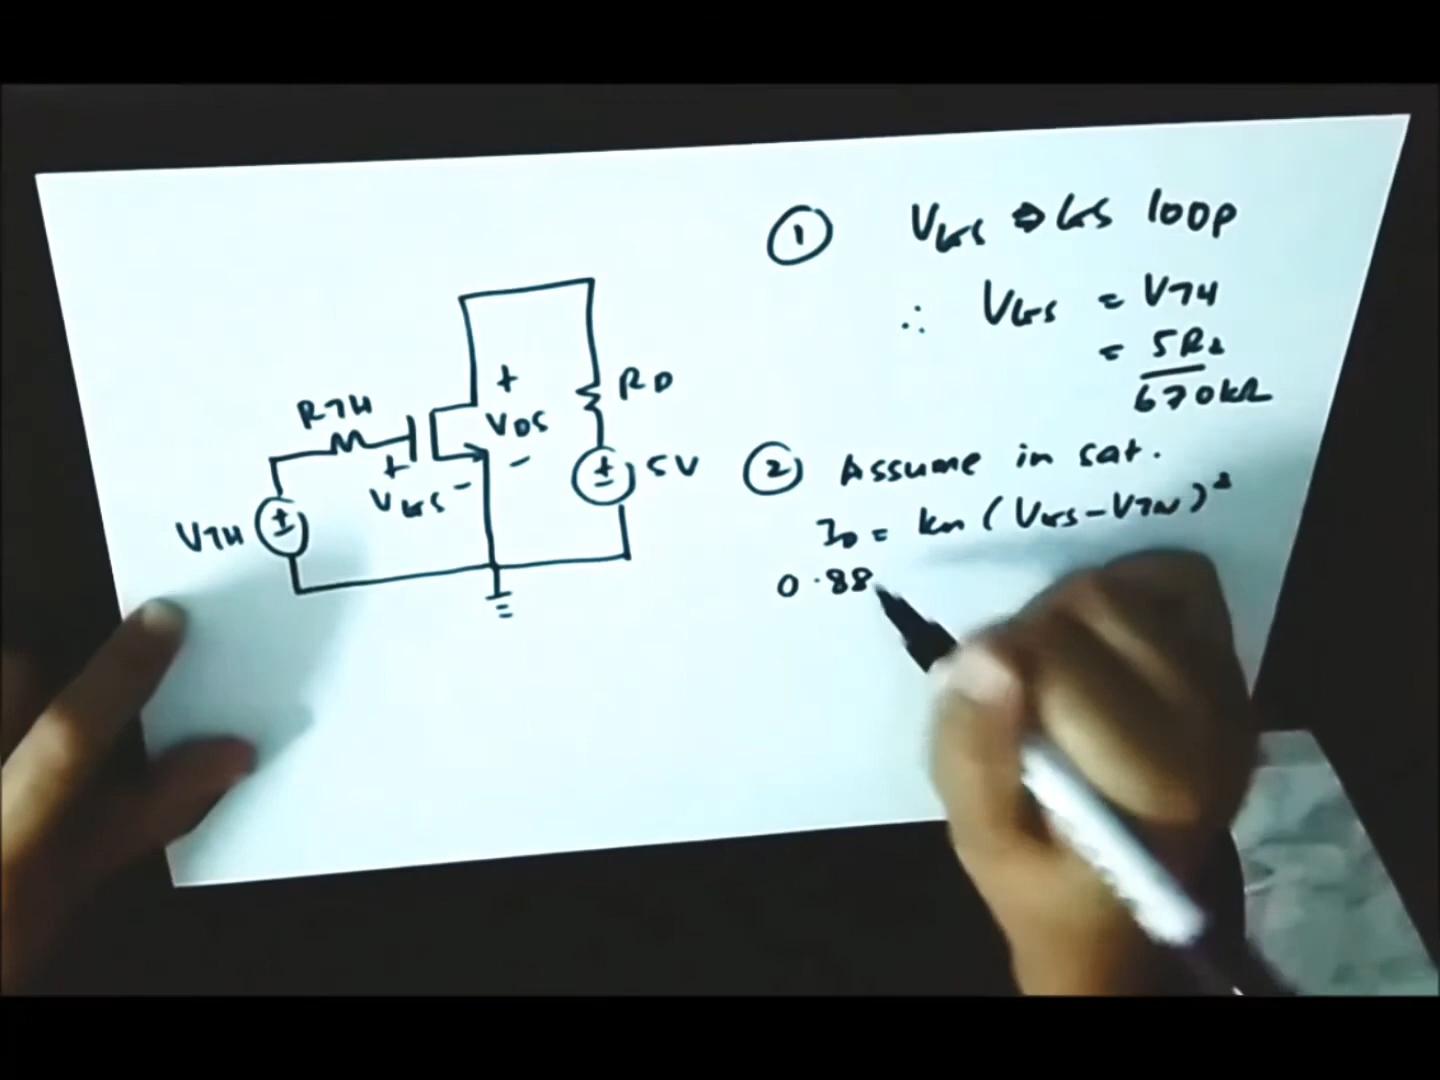 ① VGS ⇒ GS loop
∴ VGS = VTH
= 5R2
670kΩ
② Assume in sat.
ID = kn (VGS - VTN)²
0.88
RTH
+
VGS
-
VTH
+
VDS
-
RD
5V